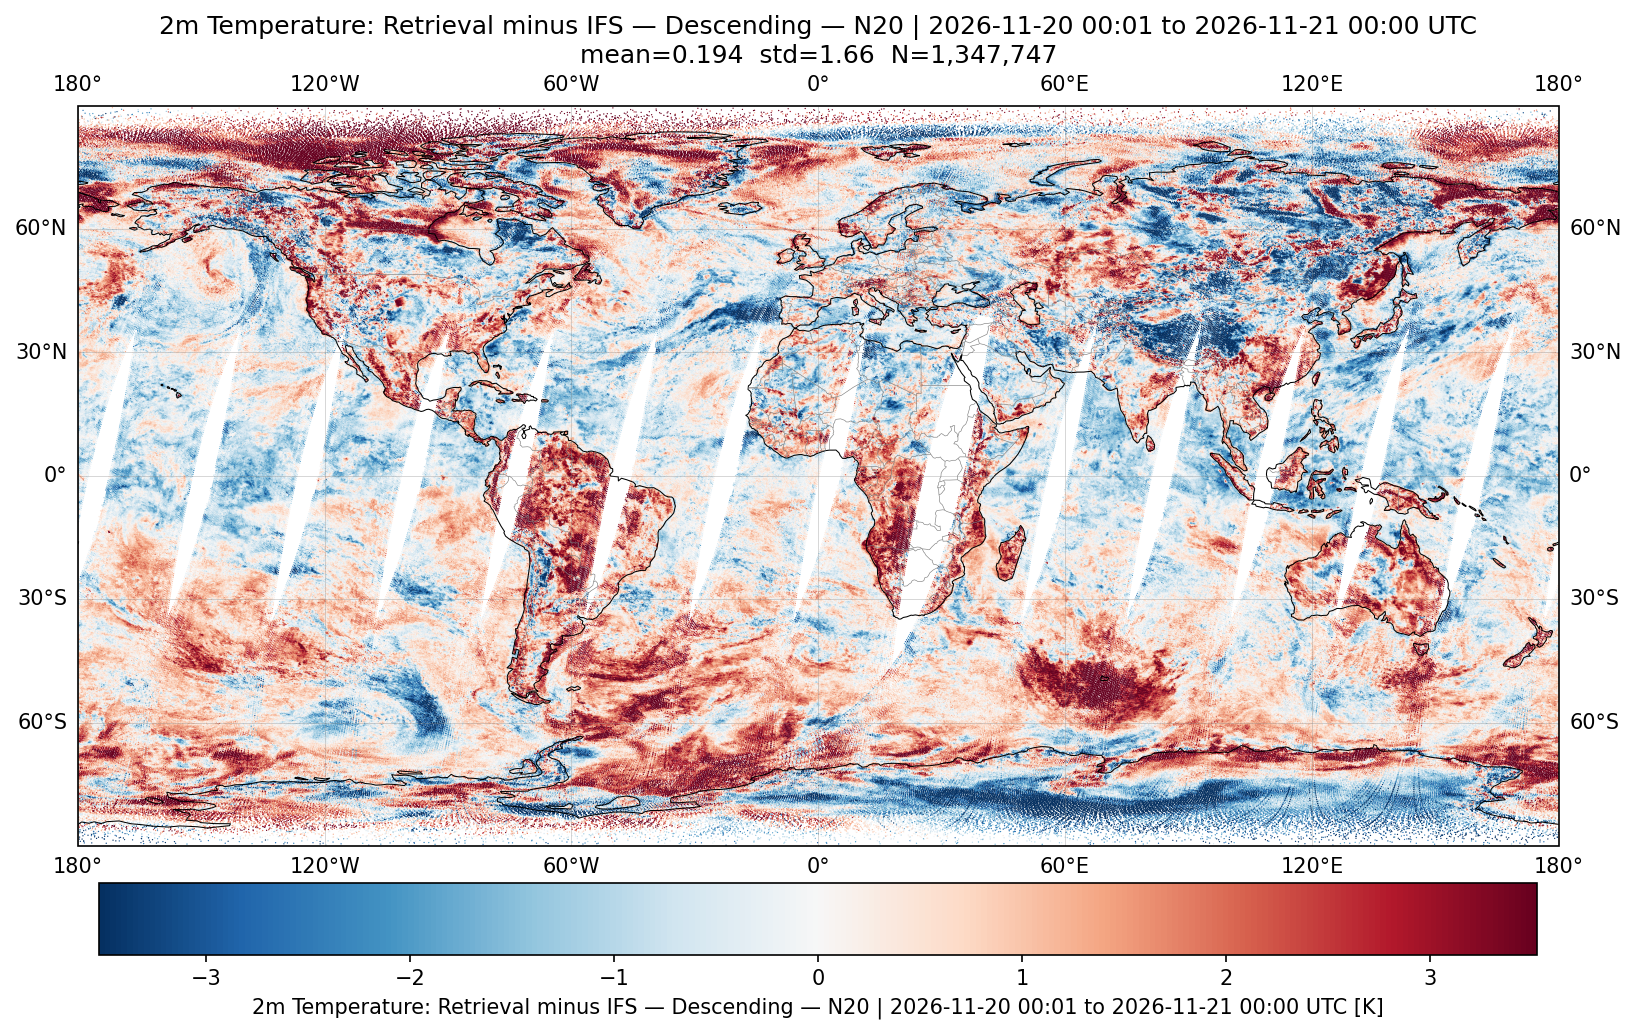 2m Temperature: Retrieval minus IFS — Descending — N20 | 2026-11-20 00:01 to 2026-11-21 00:00 UTC
mean=0.194  std=1.66  N=1,347,747
180° 120°W 60°W 0° 60°E 120°E 180°
60°N 60°N
30°N 30°N
0° 0°
30°S 30°S
60°S 60°S
180° 120°W 60°W 0° 60°E 120°E 180°
−3 −2 −1 0 1 2 3
2m Temperature: Retrieval minus IFS — Descending — N20 | 2026-11-20 00:01 to 2026-11-21 00:00 UTC [K]